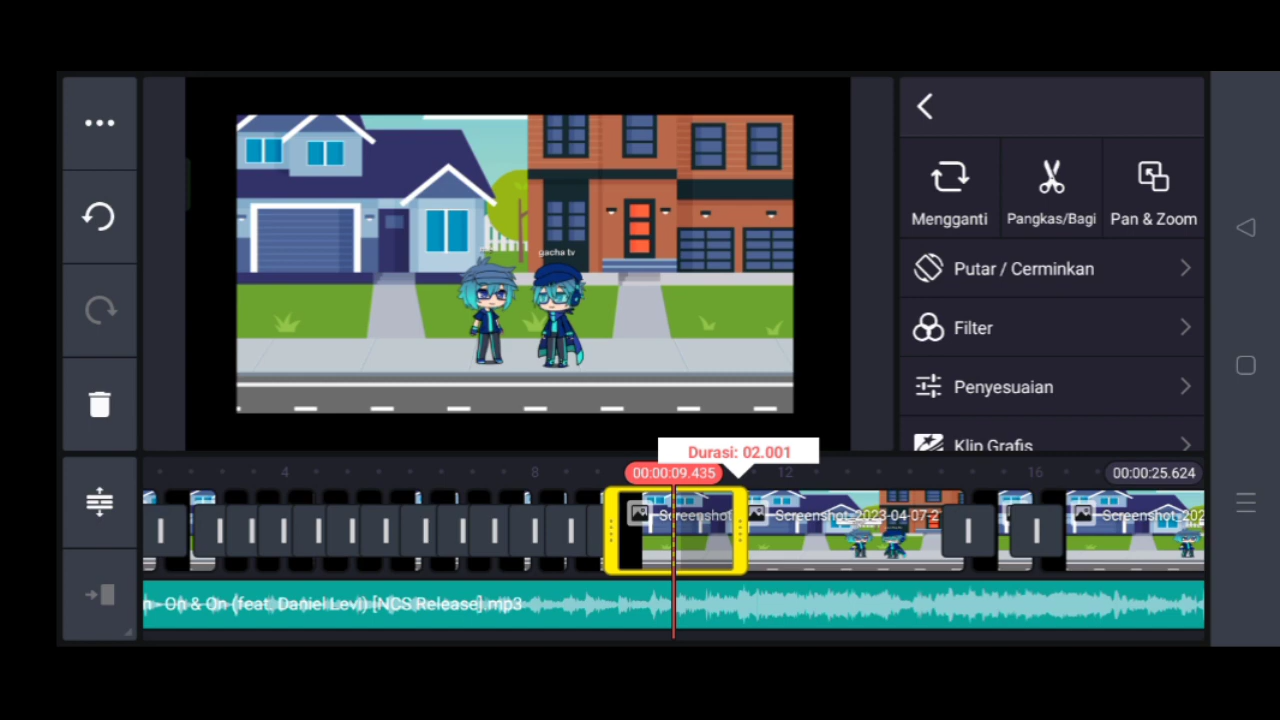 gacha tv
Mengganti
Pangkas/Bagi
Pan & Zoom
Putar / Cerminkan
Filter
Penyesuaian
Klip Grafis
Durasi: 02.001
4
8
00:00:09.435
12
16
00:00:25.624
Screenshot
Screenshot-2023-04-07-2
Screenshot_202
n - On & On (feat. Daniel Levi) [NCS Release].mp3